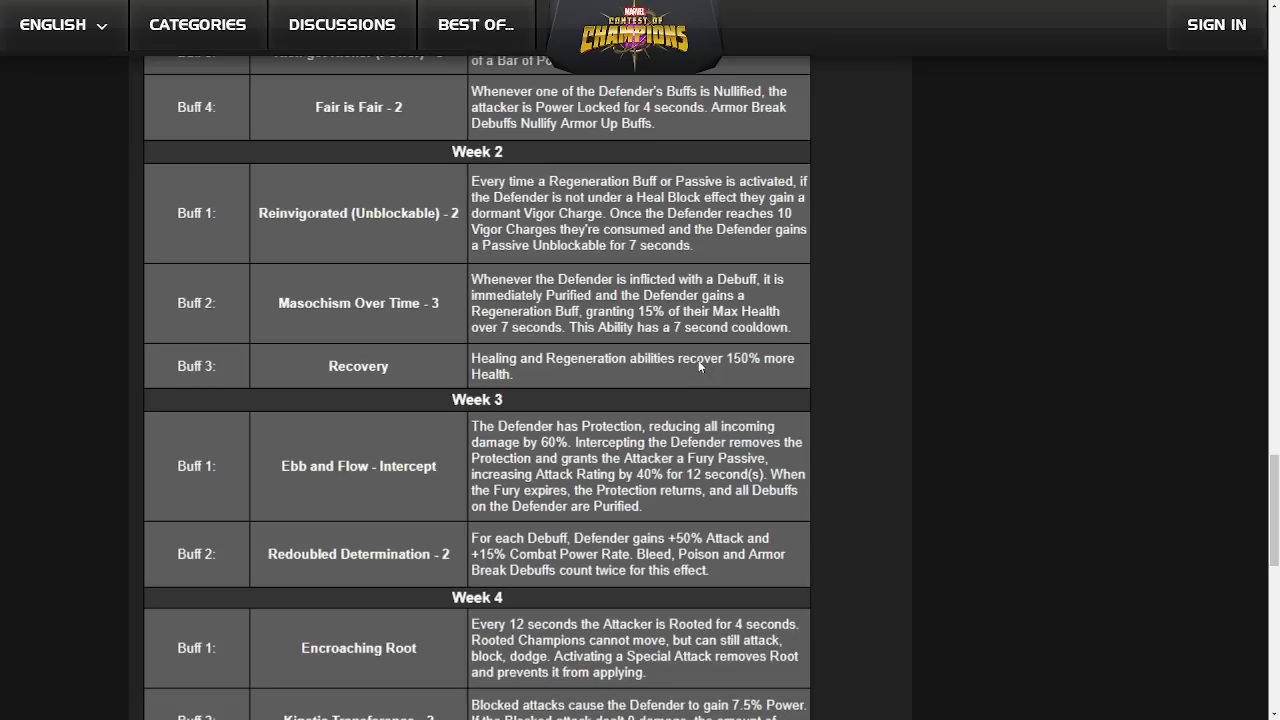 ENGLISH CATEGORIES DISCUSSIONS BEST OF... MARVEL CONTEST OF CHAMPIONS SIGN IN
of a Bar of Po
Buff 4: Fair is Fair - 2
Whenever one of the Defender's Buffs is Nullified, the
attacker is Power Locked for 4 seconds. Armor Break
Debuffs Nullify Armor Up Buffs.
Week 2
Buff 1: Reinvigorated (Unblockable) - 2
Every time a Regeneration Buff or Passive is activated, if
the Defender is not under a Heal Block effect they gain a
dormant Vigor Charge. Once the Defender reaches 10
Vigor Charges they're consumed and the Defender gains
a Passive Unblockable for 7 seconds.
Buff 2: Masochism Over Time - 3
Whenever the Defender is inflicted with a Debuff, it is
immediately Purified and the Defender gains a
Regeneration Buff, granting 15% of their Max Health
over 7 seconds. This Ability has a 7 second cooldown.
Buff 3: Recovery
Healing and Regeneration abilities recover 150% more
Health.
Week 3
Buff 1: Ebb and Flow - Intercept
The Defender has Protection, reducing all incoming
damage by 60%. Intercepting the Defender removes the
Protection and grants the Attacker a Fury Passive,
increasing Attack Rating by 40% for 12 second(s). When
the Fury expires, the Protection returns, and all Debuffs
on the Defender are Purified.
Buff 2: Redoubled Determination - 2
For each Debuff, Defender gains +50% Attack and
+15% Combat Power Rate. Bleed, Poison and Armor
Break Debuffs count twice for this effect.
Week 4
Buff 1: Encroaching Root
Every 12 seconds the Attacker is Rooted for 4 seconds.
Rooted Champions cannot move, but can still attack,
block, dodge. Activating a Special Attack removes Root
and prevents it from applying.
Blocked attacks cause the Defender to gain 7.5% Power.